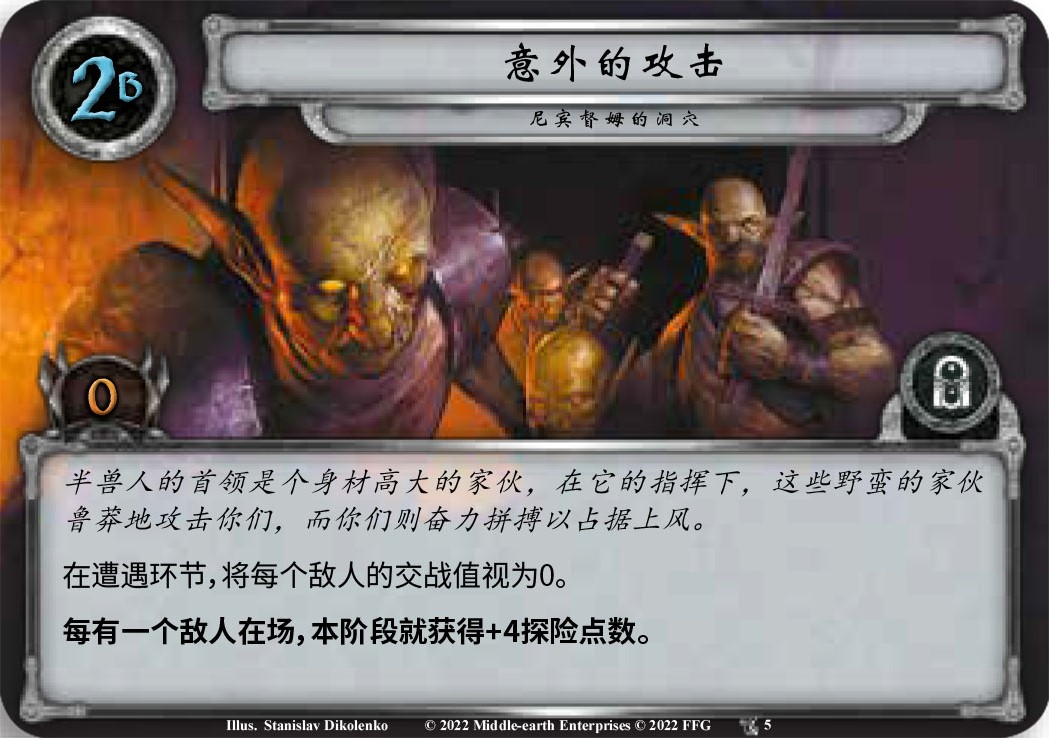 2B
意外的攻击
尼宾督姆的洞穴
0
半兽人的首领是个身材高大的家伙，在它的指挥下，这些野蛮的家伙
鲁莽地攻击你们，而你们则奋力拼搏以占据上风。
在遭遇环节，将每个敌人的交战值视为0。
每有一个敌人在场，本阶段就获得+4探险点数。
Illus. Stanislav Dikolenko © 2022 Middle-earth Enterprises © 2022 FFG 5